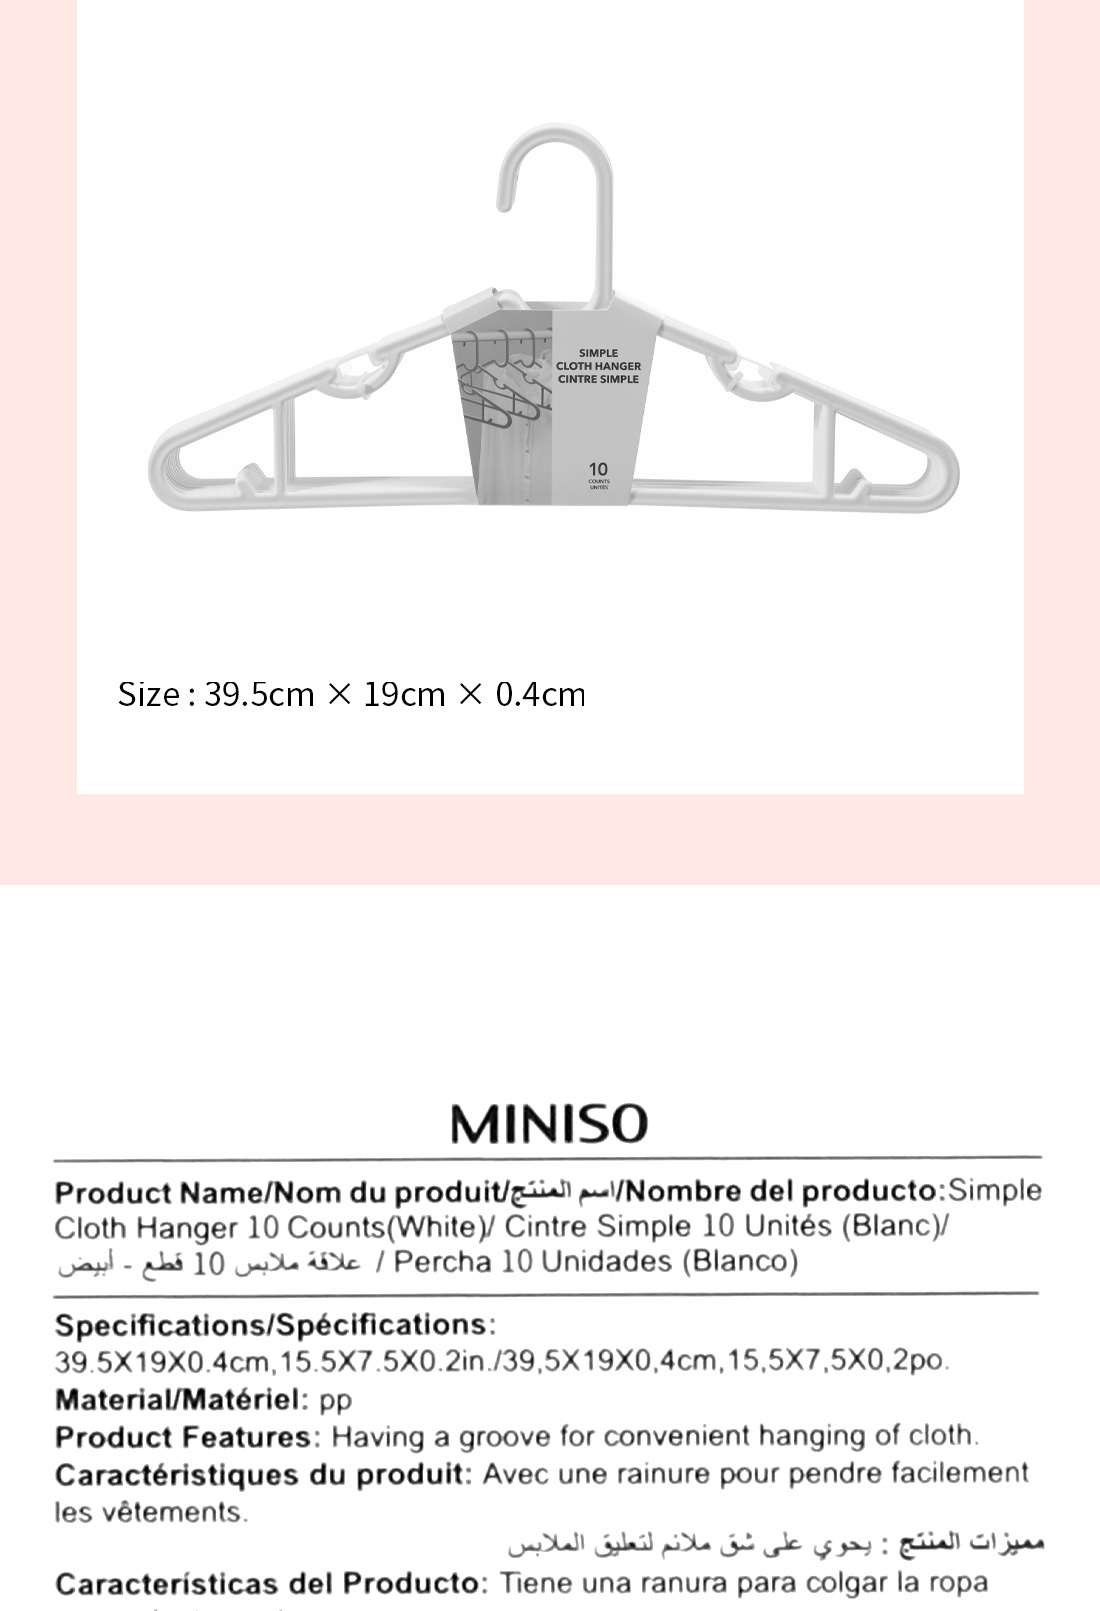 SIMPLE
CLOTH HANGER
CINTRE SIMPLE
10
COUNTS
UNITÉS
Size : 39.5cm × 19cm × 0.4cm
MINISO
Product Name/Nom du produit/اسم المنتج/Nombre del producto:Simple
Cloth Hanger 10 Counts(White)/ Cintre Simple 10 Unités (Blanc)/
علاقة ملابس 10 قطع - أبيض / Percha 10 Unidades (Blanco)
Specifications/Spécifications:
39.5X19X0.4cm,15.5X7.5X0.2in./39,5X19X0,4cm,15,5X7,5X0,2po.
Material/Matériel: pp
Product Features: Having a groove for convenient hanging of cloth.
Caractéristiques du produit: Avec une rainure pour pendre facilement
les vêtements.
مميزات المنتج : يحوي على شق ملائم لتعليق الملابس
Características del Producto: Tiene una ranura para colgar la ropa